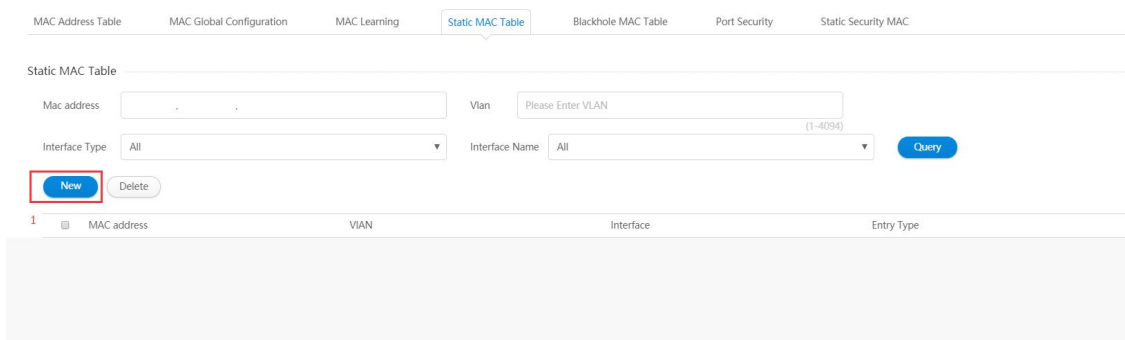 MAC Address Table MAC Global Configuration MAC Learning Static MAC Table Blackhole MAC Table Port Security Static Security MAC
Static MAC Table
Mac address . . Vlan Please Enter VLAN
(1-4094)
Interface Type All Interface Name All Query
New Delete
1 MAC address VlAN Interface Entry Type